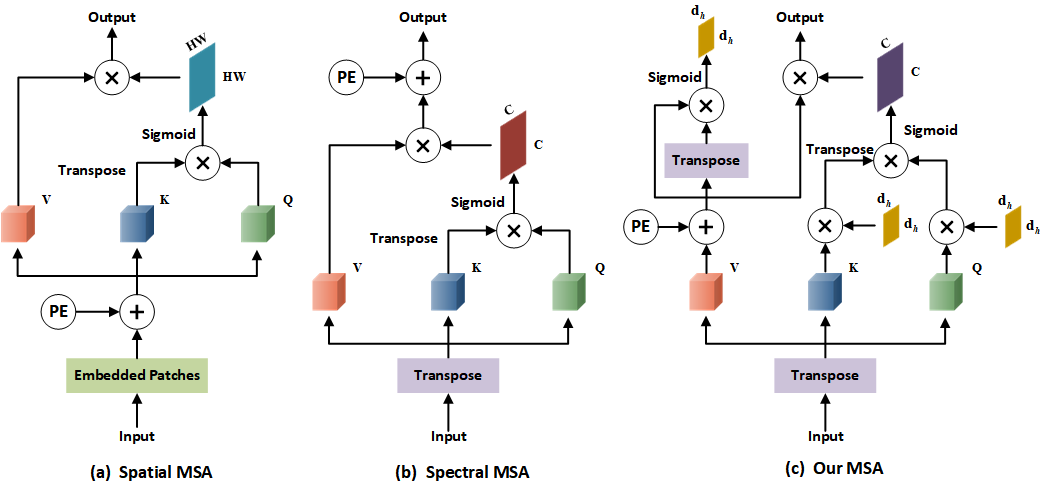 Output
HW
HW
Sigmoid
Transpose
V
K
Q
PE
Embedded Patches
Input
(a) Spatial MSA
Output
PE
C
C
Sigmoid
Transpose
V
K
Q
Transpose
Input
(b) Spectral MSA
d_h
d_h
Sigmoid
Transpose
PE
Output
C
C
Sigmoid
Transpose
d_h
d_h
d_h
d_h
V
K
Q
Transpose
Input
(c) Our MSA